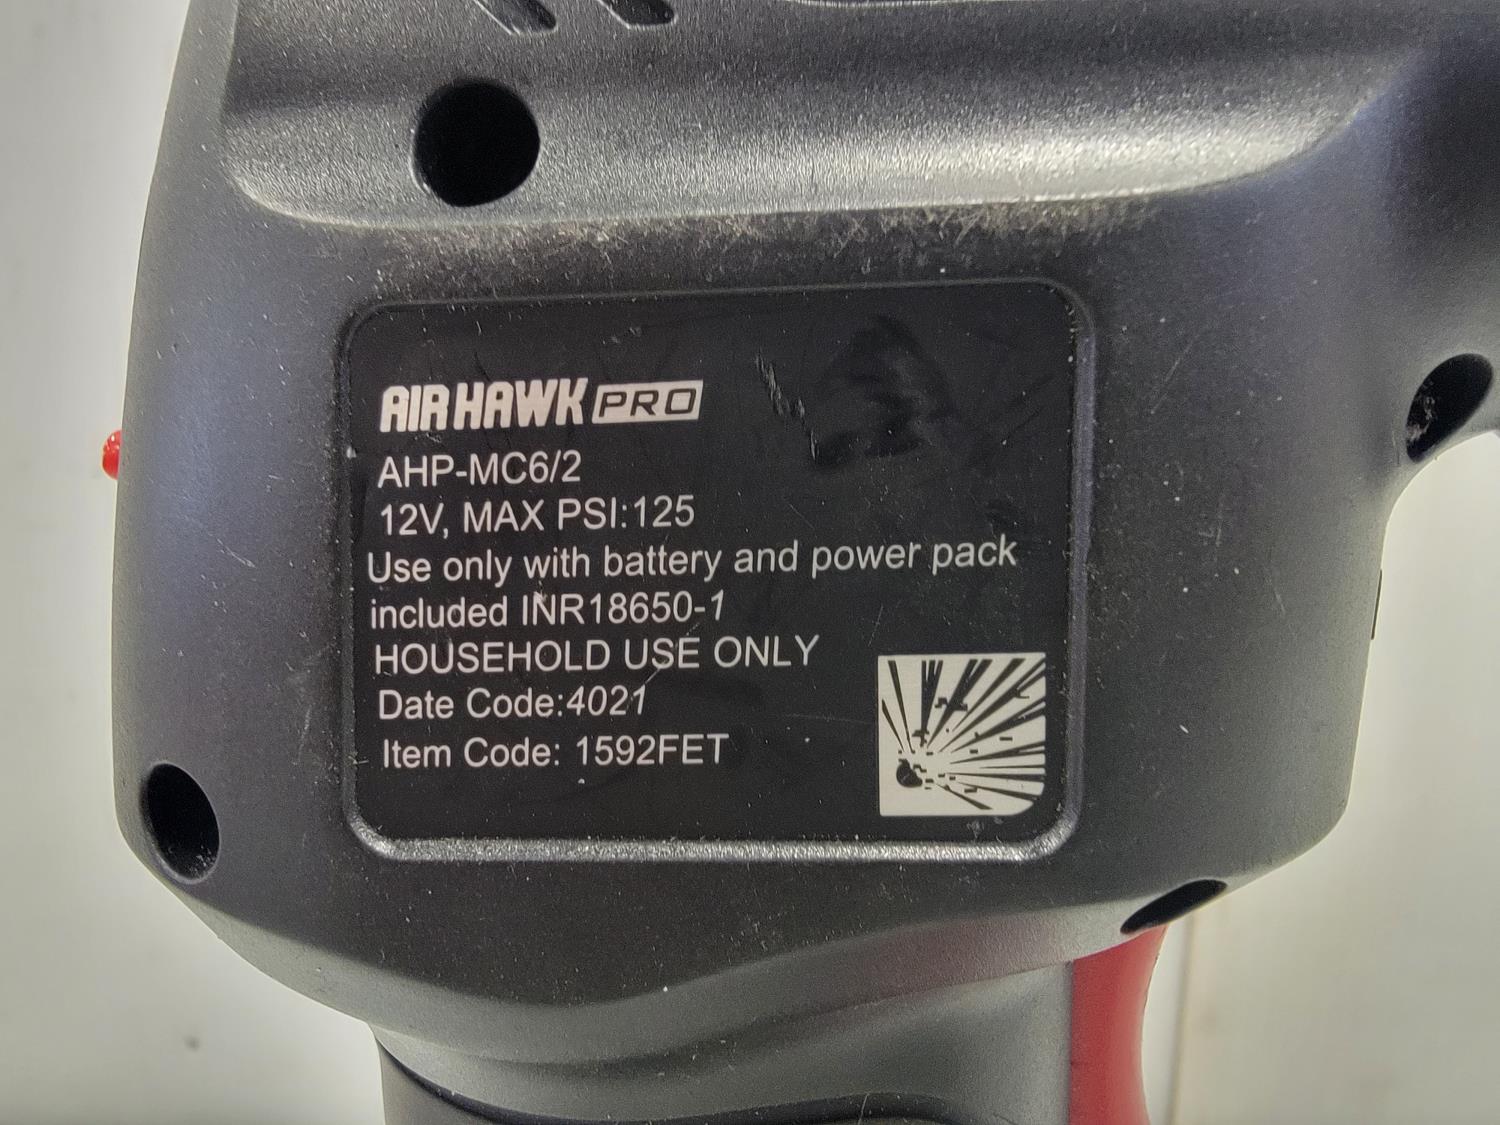 AIR HAWK PRO
AHP-MC6/2
12V, MAX PSI:125
Use only with battery and power pack
included INR18650-1
HOUSEHOLD USE ONLY
Date Code:4021
Item Code: 1592FET